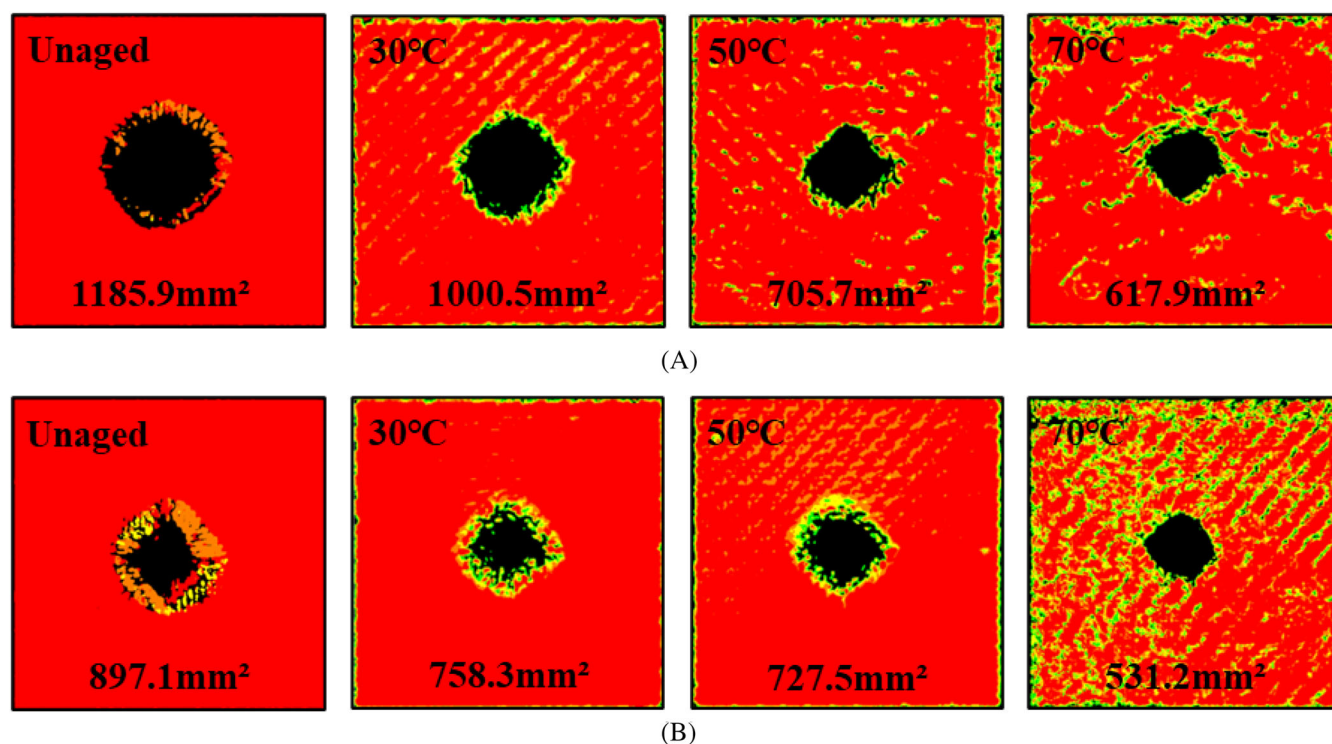 Unaged 30°C 50°C 70°C
1185.9mm² 1000.5mm² 705.7mm² 617.9mm²
(A)
Unaged 30°C 50°C 70°C
897.1mm² 758.3mm² 727.5mm² 531.2mm²
(B)